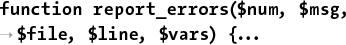 function report_errors($num, $msg,
→$file, $line, $vars) {...